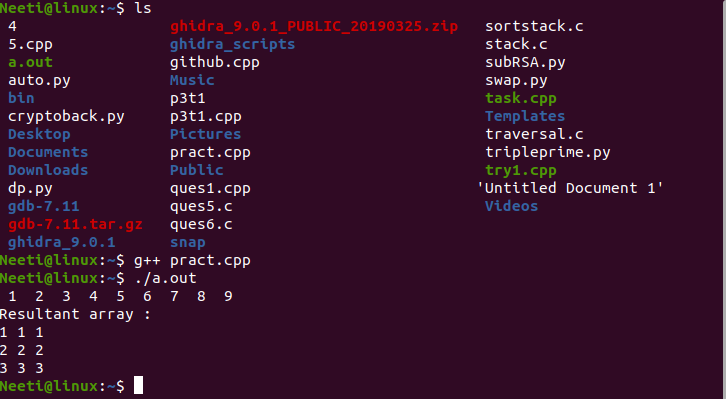 Neeti@linux:~$ ls
4 ghidra_9.0.1_PUBLIC_20190325.zip sortstack.c
5.cpp ghidra_scripts stack.c
a.out github.cpp subRSA.py
auto.py Music swap.py
bin p3t1 task.cpp
cryptoback.py p3t1.cpp Templates
Desktop Pictures traversal.c
Documents pract.cpp tripleprime.py
Downloads Public try1.cpp
dp.py ques1.cpp 'Untitled Document 1'
gdb-7.11 ques5.c Videos
gdb-7.11.tar.gz ques6.c
ghidra_9.0.1 snap
Neeti@linux:~$ g++ pract.cpp
Neeti@linux:~$ ./a.out
1 2 3 4 5 6 7 8 9
Resultant array :
1 1 1
2 2 2
3 3 3
Neeti@linux:~$